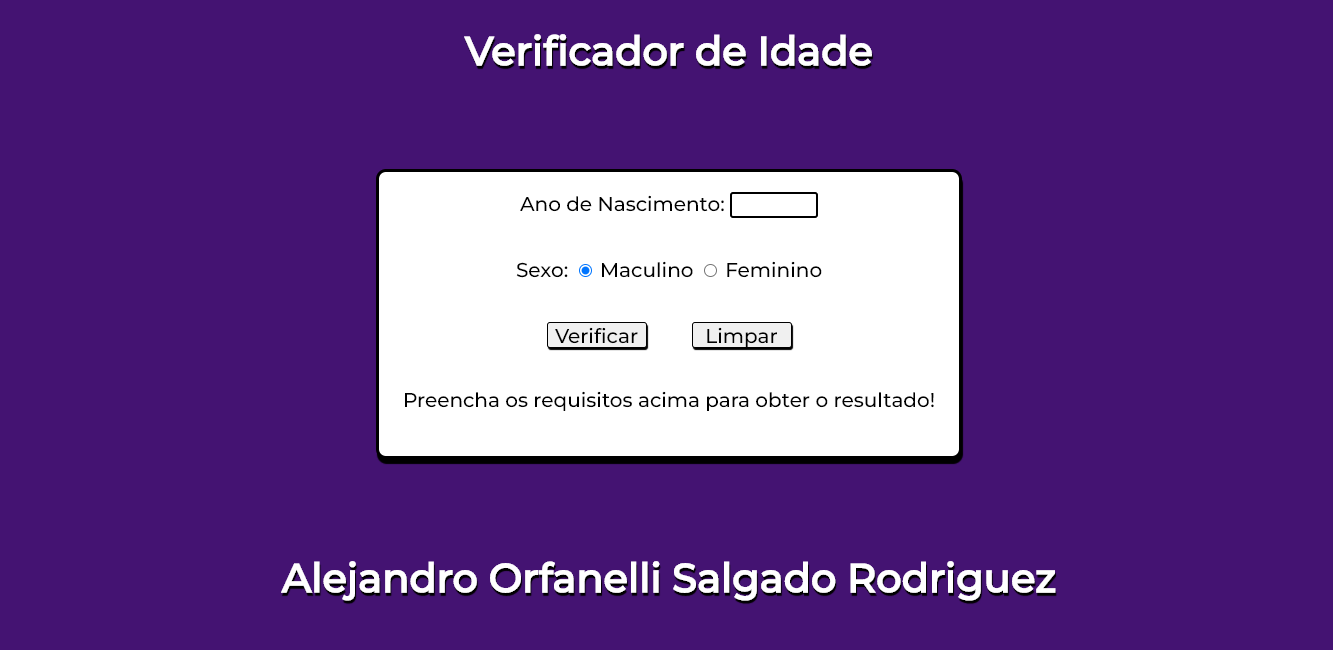 Verificador de Idade
Ano de Nascimento:
Sexo: Maculino Feminino
Verificar Limpar
Preencha os requisitos acima para obter o resultado!
Alejandro Orfanelli Salgado Rodriguez